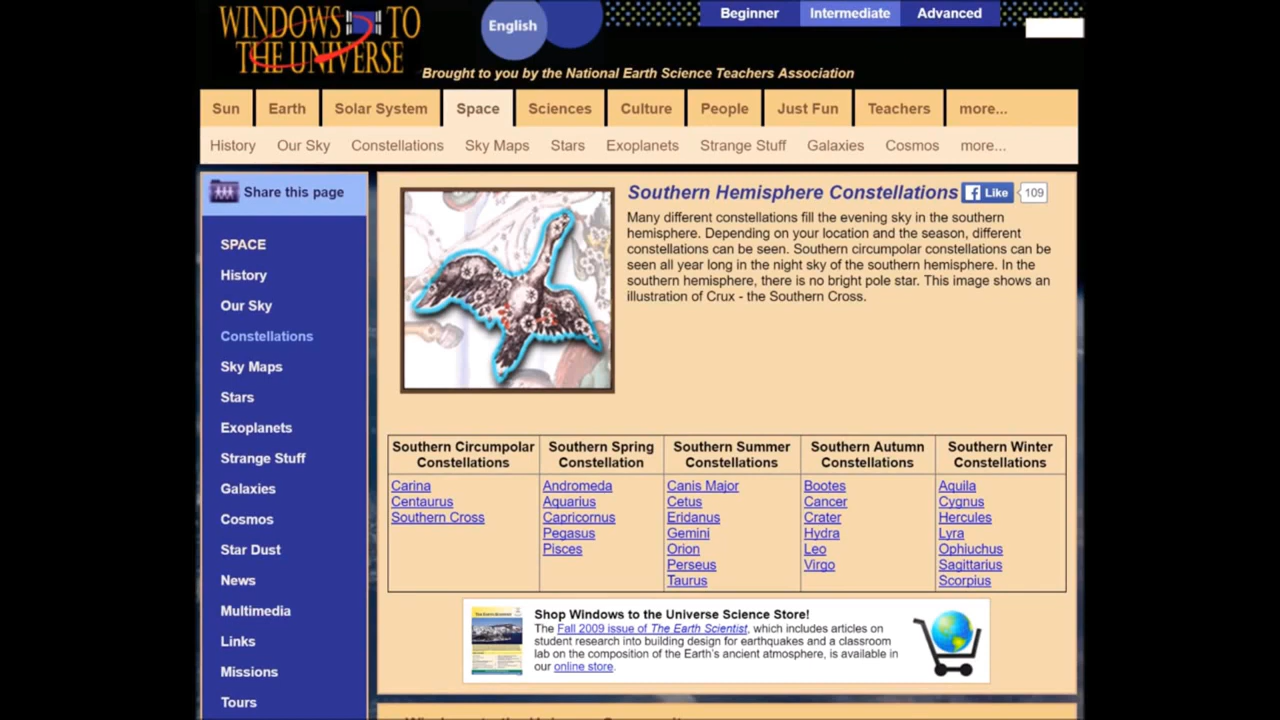 WINDOWS TO
THE UNIVERSE
English
Beginner Intermediate Advanced
Brought to you by the National Earth Science Teachers Association
Sun Earth Solar System Space Sciences Culture People Just Fun Teachers more...
History Our Sky Constellations Sky Maps Stars Exoplanets Strange Stuff Galaxies Cosmos more...
Share this page
SPACE
History
Our Sky
Constellations
Sky Maps
Stars
Exoplanets
Strange Stuff
Galaxies
Cosmos
Star Dust
News
Multimedia
Links
Missions
Tours
Southern Hemisphere Constellations Like 109
Many different constellations fill the evening sky in the southern
hemisphere. Depending on your location and the season, different
constellations can be seen. Southern circumpolar constellations can be
seen all year long in the night sky of the southern hemisphere. In the
southern hemisphere, there is no bright pole star. This image shows an
illustration of Crux - the Southern Cross.
Southern Circumpolar
Constellations
Carina
Centaurus
Southern Cross
Southern Spring
Constellation
Andromeda
Aquarius
Capricornus
Pegasus
Pisces
Southern Summer
Constellations
Canis Major
Cetus
Eridanus
Gemini
Orion
Perseus
Taurus
Southern Autumn
Constellations
Bootes
Cancer
Crater
Hydra
Leo
Virgo
Southern Winter
Constellations
Aquila
Cygnus
Hercules
Lyra
Ophiuchus
Sagittarius
Scorpius
Shop Windows to the Universe Science Store!
The Fall 2009 issue of The Earth Scientist, which includes articles on
student research into building design for earthquakes and a classroom
lab on the composition of the Earth's ancient atmosphere, is available in
our online store.